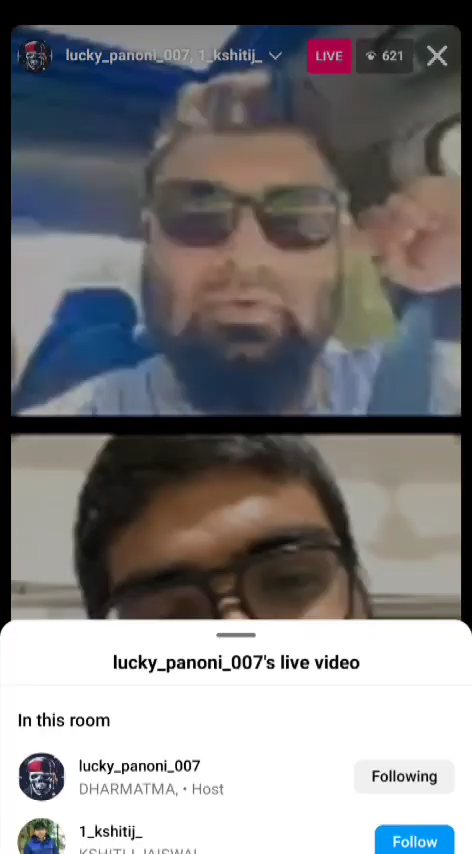 lucky_panoni_007, 1_kshitij_
LIVE
621
lucky_panoni_007's live video
In this room
lucky_panoni_007
DHARMATMA, • Host
Following
1_kshitij_
Follow